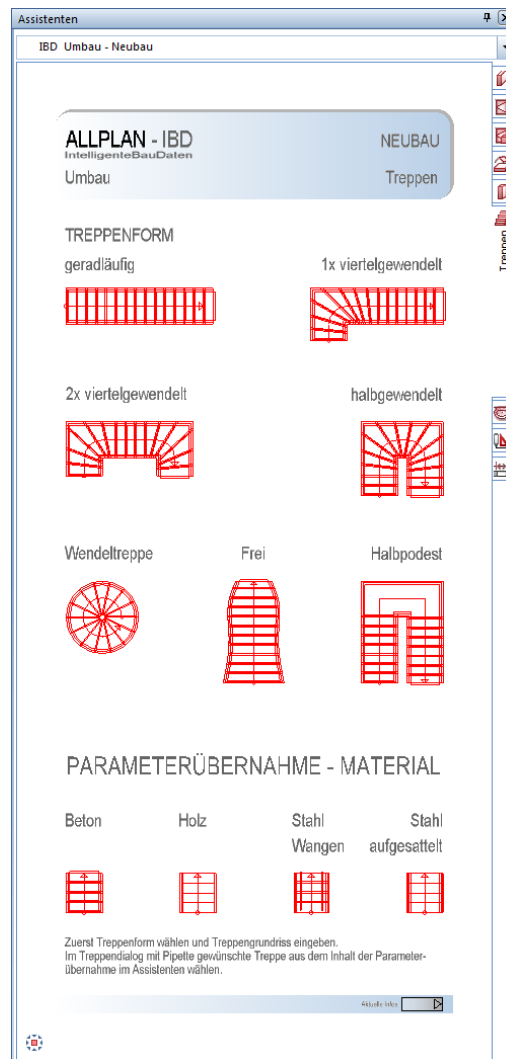 Assistenten
IBD Umbau - Neubau
ALLPLAN - IBD NEUBAU
IntelligenteBauDaten
Umbau Treppen
Treppen
TREPPENFORM
geradläufig 1x viertelgewendelt
2x viertelgewendelt halbgewendelt
Wendeltreppe Frei Halbpodest
PARAMETERÜBERNAHME - MATERIAL
Beton Holz Stahl Stahl
Wangen aufgesattelt
Zuerst Treppenform wählen und Treppengrundriss eingeben.
Im Treppendialog mit Pipette gewünschte Treppe aus dem Inhalt der Parameter-
übernahme im Assistenten wählen.
Aktuelle Infos